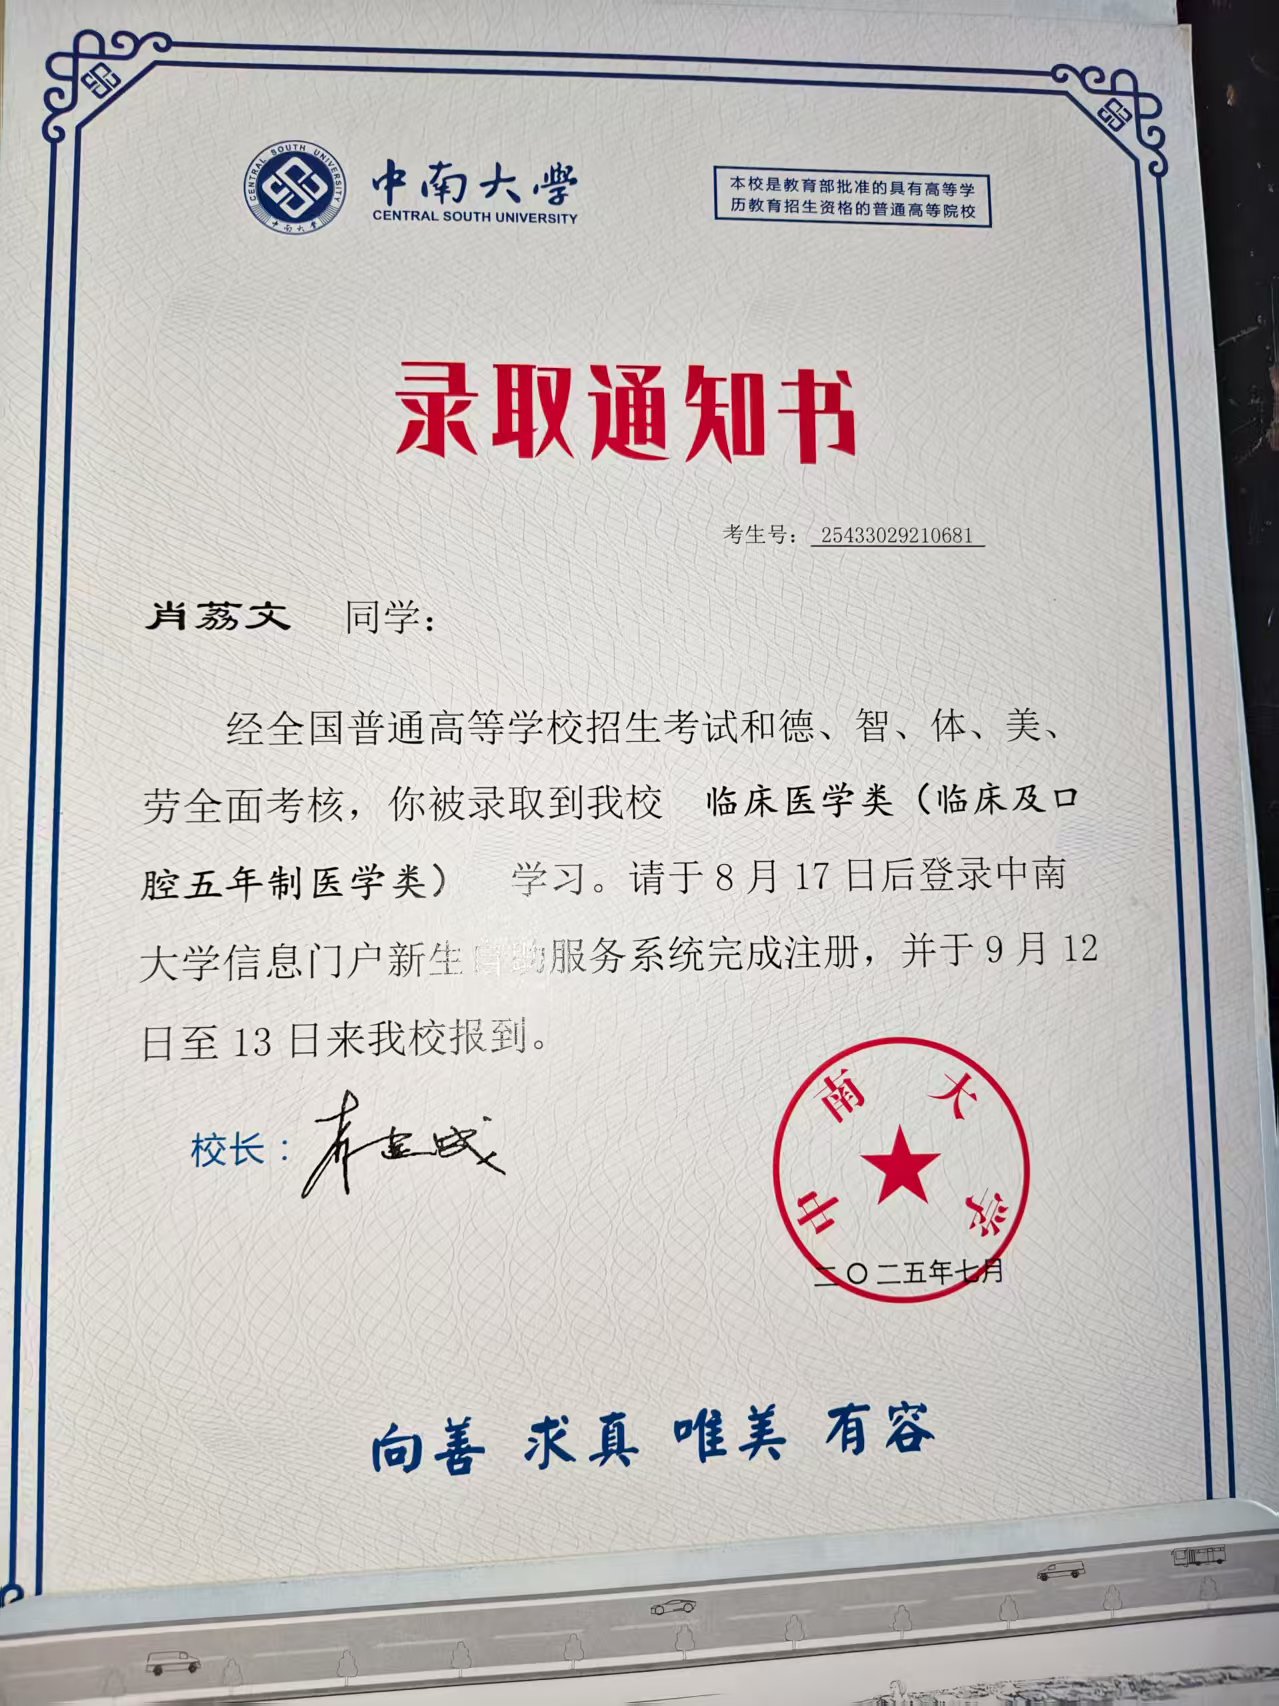 CENTRAL SOUTH UNIVERSITY
中南大学
中南大学
CENTRAL SOUTH UNIVERSITY
本校是教育部批准的具有高等学
历教育招生资格的普通高等院校
录取通知书
考生号： 25433029210681
肖荔文 同学：
经全国普通高等学校招生考试和德、智、体、美、
劳全面考核，你被录取到我校 临床医学类（临床及口
腔五年制医学类） 学习。请于 8 月 17 日后登录中南
大学信息门户新生服务系统完成注册，并于 9 月 12
日至 13 日来我校报到。
校长：
中南大学
二〇二五年七月
向善 求真 唯美 有容